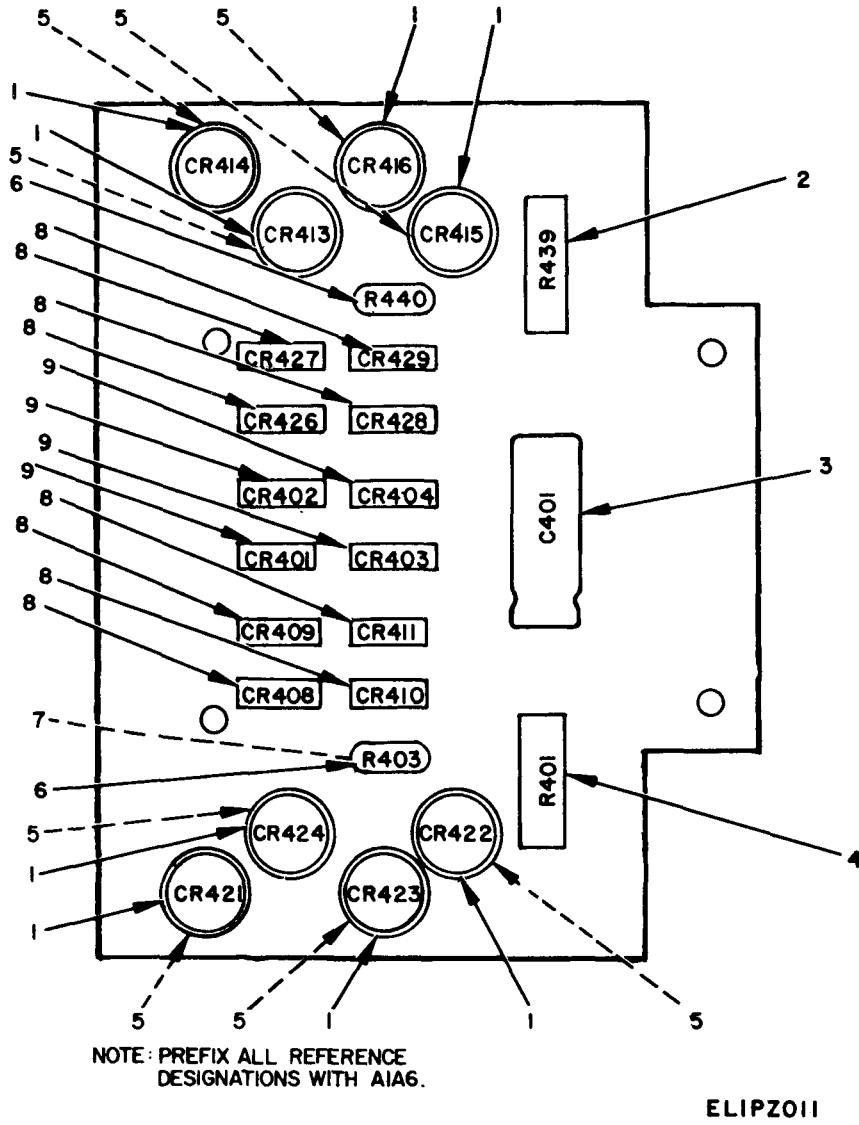 5 5 5 1 1
1
1
5
6
8
8
8
8
9
9
9
9
8
8
8
8
7
6
5
1
1
CR414 CR416
CR413 CR415
R440
R439
2
CR427 CR429
CR426 CR428
CR402 CR404
C401
3
CR401 CR403
CR409 CR411
CR408 CR410
R403
R401
4
CR424 CR422
CR421 CR423
5 5 1 1 5
NOTE: PREFIX ALL REFERENCE
DESIGNATIONS WITH A1A6.
EL1PZ011